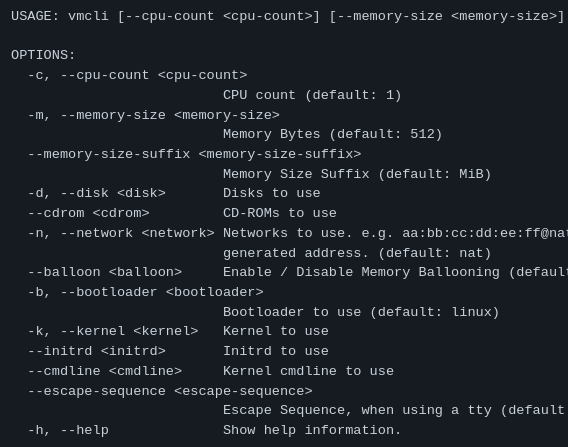 USAGE: vmcli [--cpu-count <cpu-count>] [--memory-size <memory-size>]
OPTIONS:
-c, --cpu-count <cpu-count>
CPU count (default: 1)
-m, --memory-size <memory-size>
Memory Bytes (default: 512)
--memory-size-suffix <memory-size-suffix>
Memory Size Suffix (default: MiB)
-d, --disk <disk> Disks to use
--cdrom <cdrom> CD-ROMs to use
-n, --network <network> Networks to use. e.g. aa:bb:cc:dd:ee:ff@nat
generated address. (default: nat)
--balloon <balloon> Enable / Disable Memory Ballooning (default
-b, --bootloader <bootloader>
Bootloader to use (default: linux)
-k, --kernel <kernel> Kernel to use
--initrd <initrd> Initrd to use
--cmdline <cmdline> Kernel cmdline to use
--escape-sequence <escape-sequence>
Escape Sequence, when using a tty (default
-h, --help Show help information.